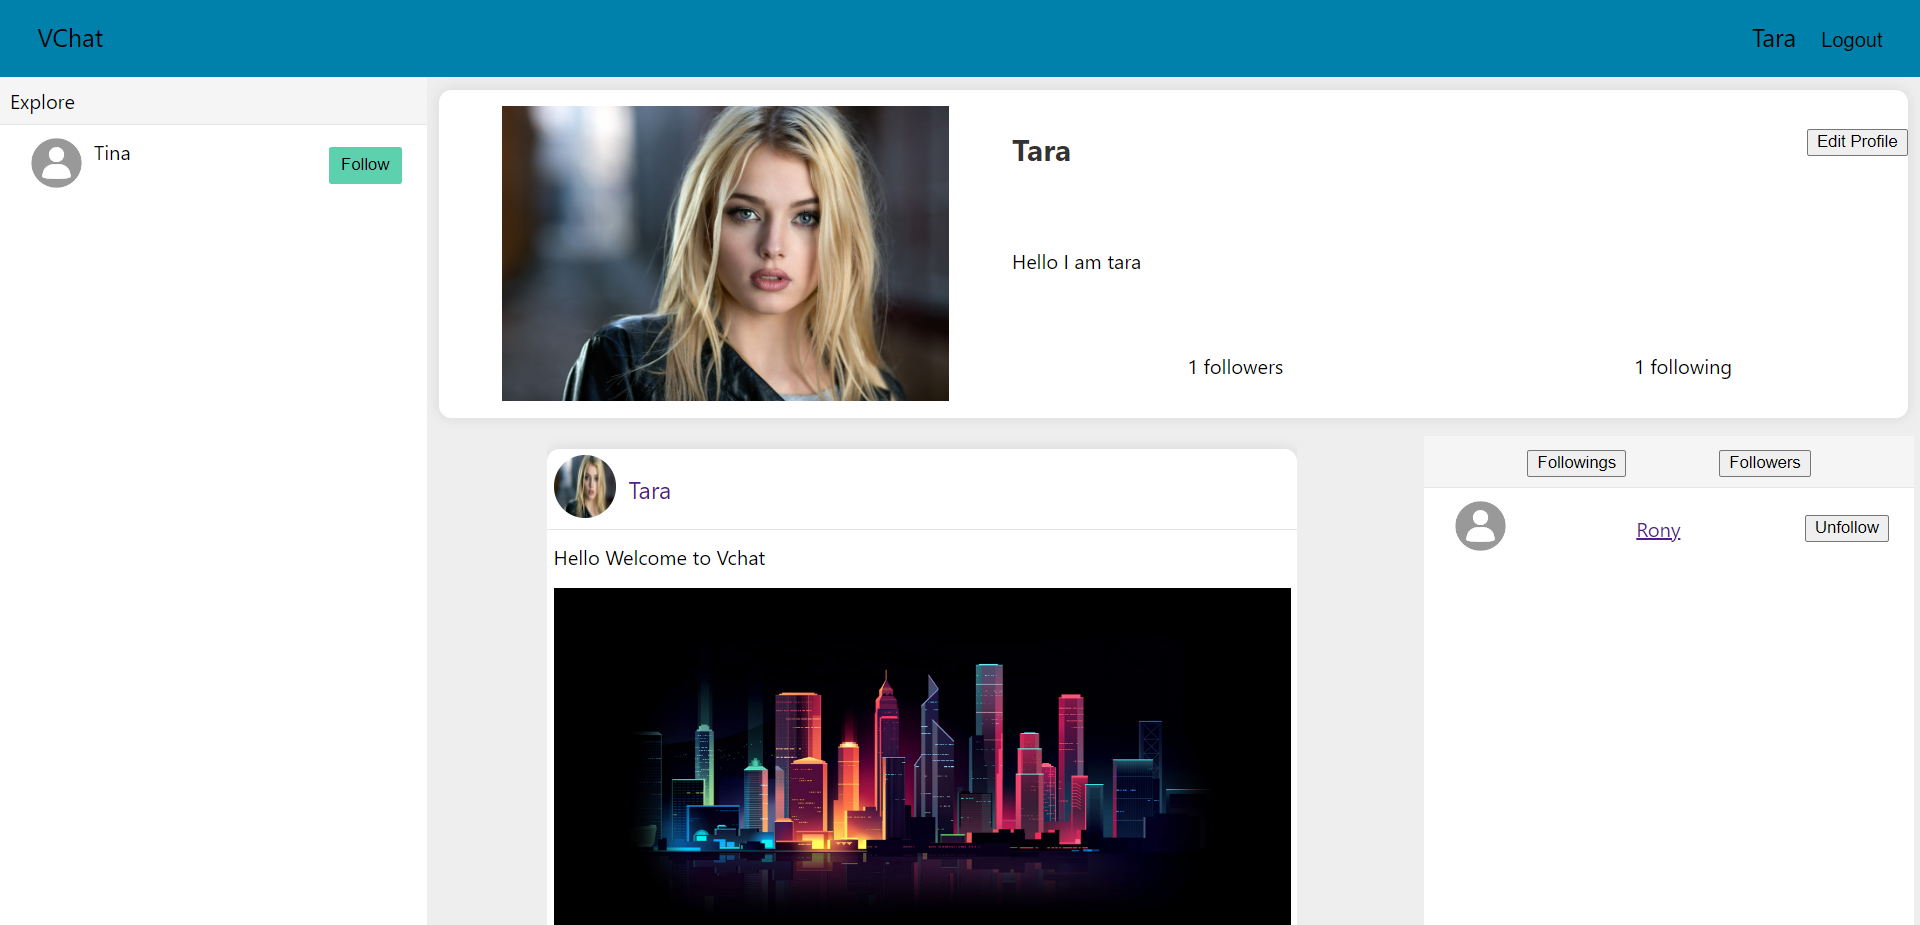 VChat
Tara Logout
Explore
Tina
Follow
Tara
Edit Profile
Hello I am tara
1 followers
1 following
Tara
Hello Welcome to Vchat
Followings
Followers
Rony
Unfollow